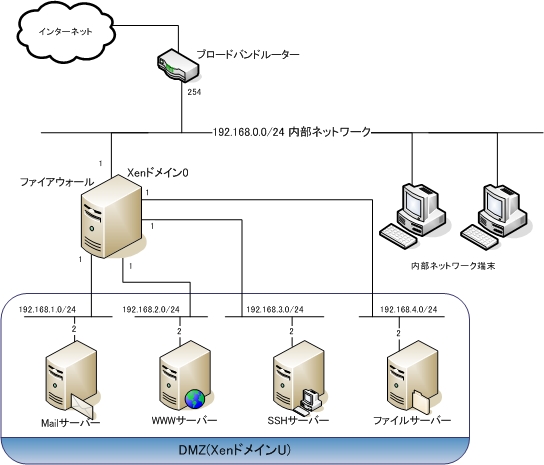 インターネット
ブロードバンドルーター
254
192.168.0.0/24 内部ネットワーク
1
Xenドメイン0
ファイアウォール
1
1
1
1
内部ネットワーク端末
192.168.1.0/24
192.168.2.0/24
192.168.3.0/24
192.168.4.0/24
2
2
2
2
Mailサーバー
WWWサーバー
SSHサーバー
ファイルサーバー
DMZ(XenドメインU)